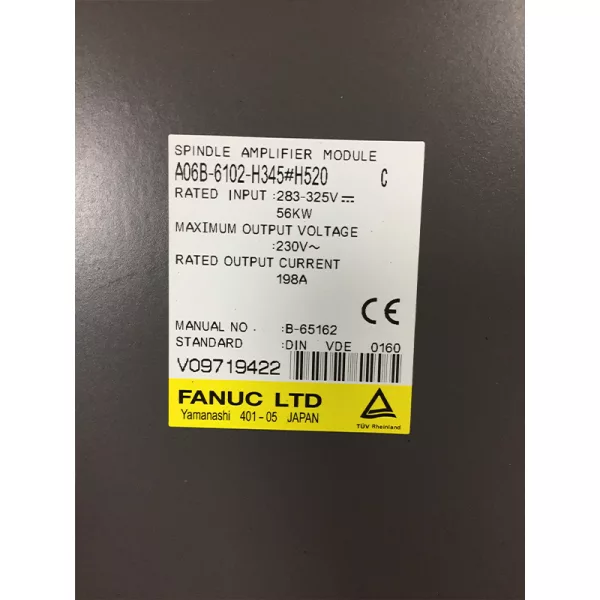 SPINDLE AMPLIFIER MODULE
A06B-6102-H345#H520 C
RATED INPUT :283-325V⎓
56KW
MAXIMUM OUTPUT VOLTAGE
:230V～
RATED OUTPUT CURRENT
198A
CE
MANUAL NO. :B-65162
STANDARD :DIN VDE 0160
V09719422
FANUC LTD
Yamanashi 401-05 JAPAN
TÜV Rheinland